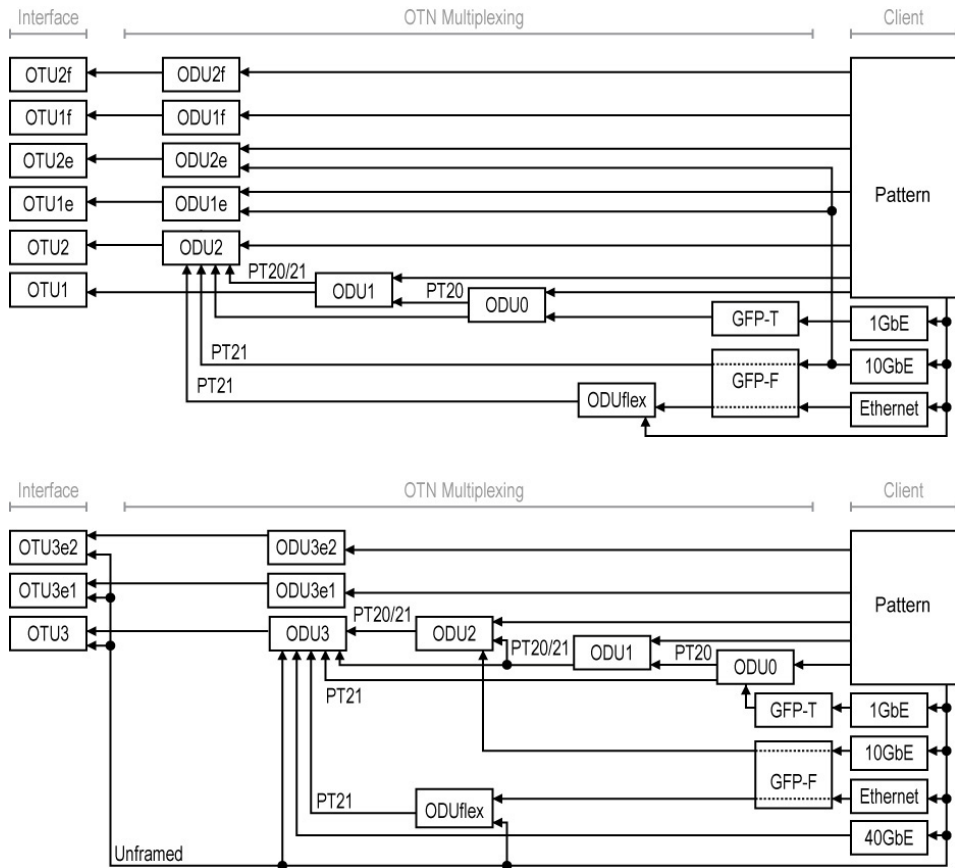 Interface OTN Multiplexing Client
OTU2f ODU2f
OTU1f ODU1f
OTU2e ODU2e
OTU1e ODU1e Pattern
OTU2 ODU2
PT20/21
OTU1 ODU1 PT20 ODU0
GFP-T 1GbE
PT21 GFP-F 10GbE
PT21 ODUflex Ethernet
Interface OTN Multiplexing Client
OTU3e2 ODU3e2
OTU3e1 ODU3e1 Pattern
OTU3 ODU3 PT20/21 ODU2
PT20/21 ODU1 PT20 ODU0
PT21 GFP-T 1GbE
10GbE
GFP-F
PT21 ODUflex Ethernet
40GbE
Unframed